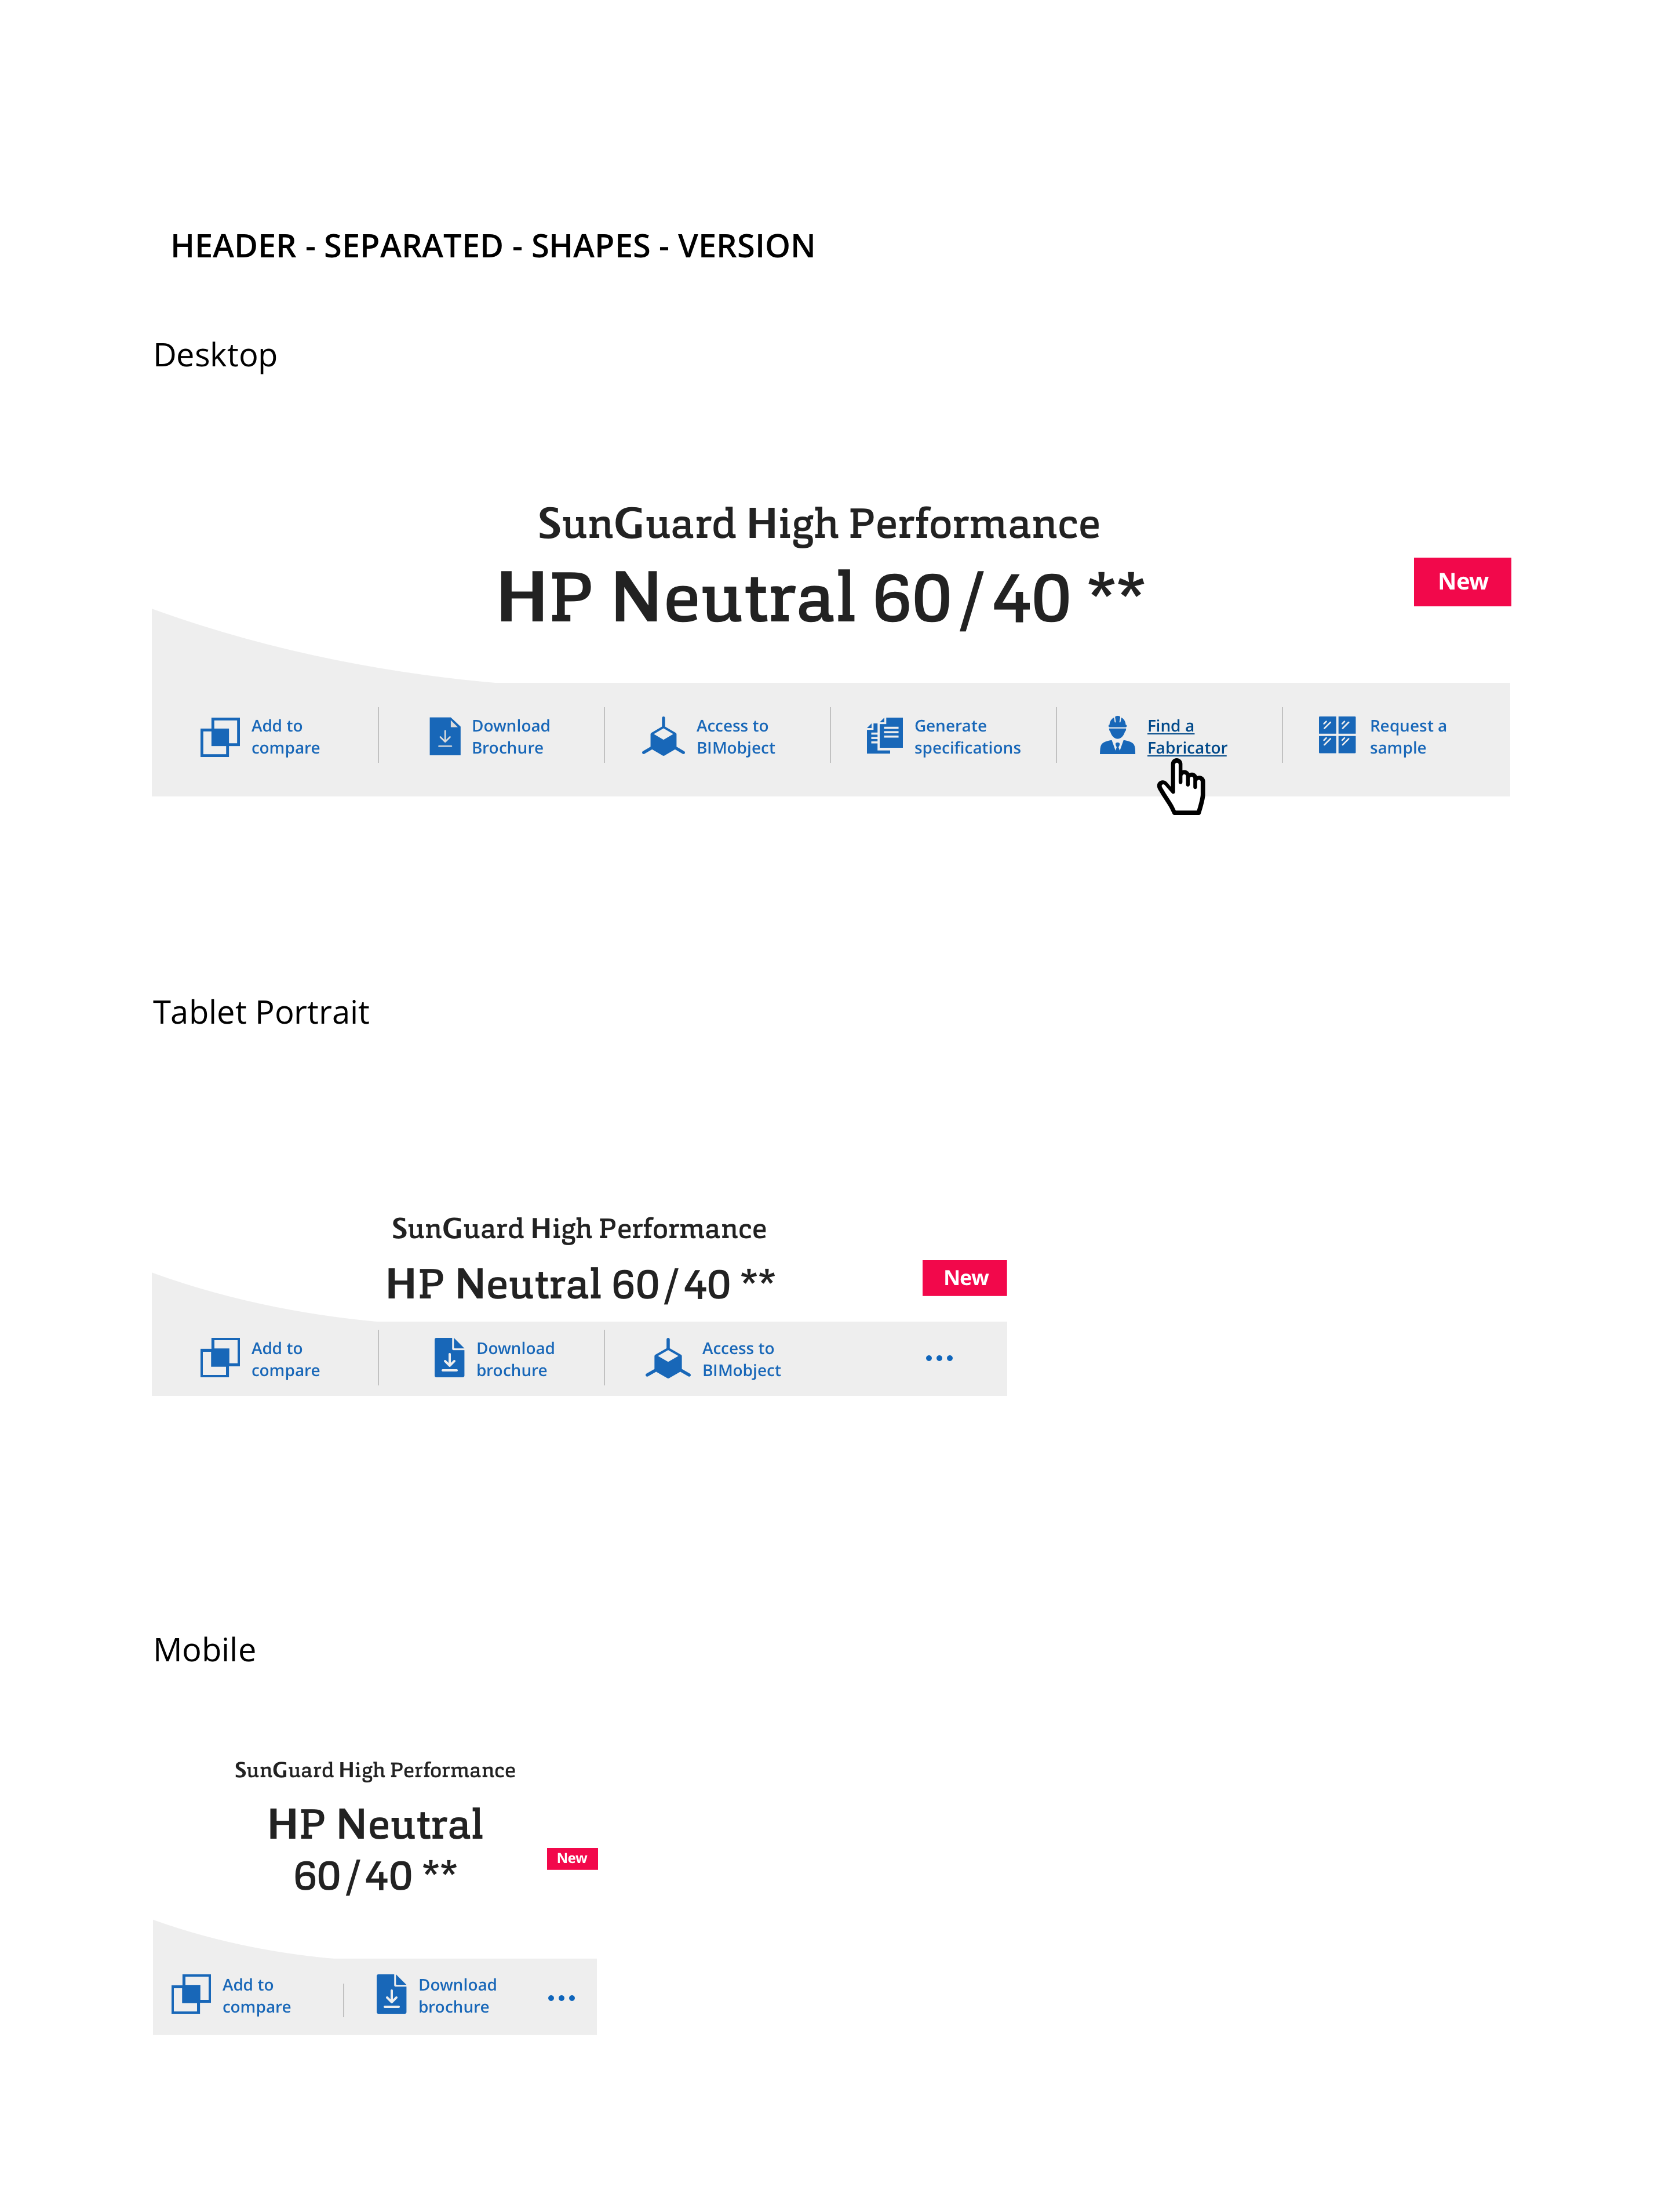 HEADER - SEPARATED - SHAPES - VERSION
Desktop
SunGuard High Performance
HP Neutral 60/40 **
New
Add to
compare
Download
Brochure
Access to
BIMobject
Generate
specifications
Find a
Fabricator
Request a
sample
Tablet Portrait
SunGuard High Performance
HP Neutral 60/40 **
New
Add to
compare
Download
brochure
Access to
BIMobject
Mobile
SunGuard High Performance
HP Neutral
60/40 **
New
Add to
compare
Download
brochure